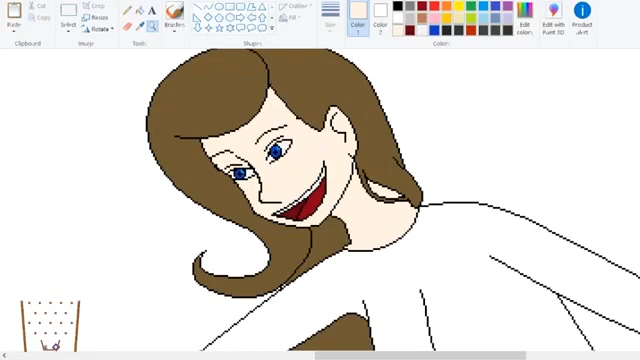 Paste
Cut
Copy
Select
Crop
Resize
Rotate
A
Brushes
Outline
Fill
Color
1
Color
2
Edit
colors
Edit with
Paint 3D
Product
alert
Clipboard
Image
Tools
Shapes
Colors